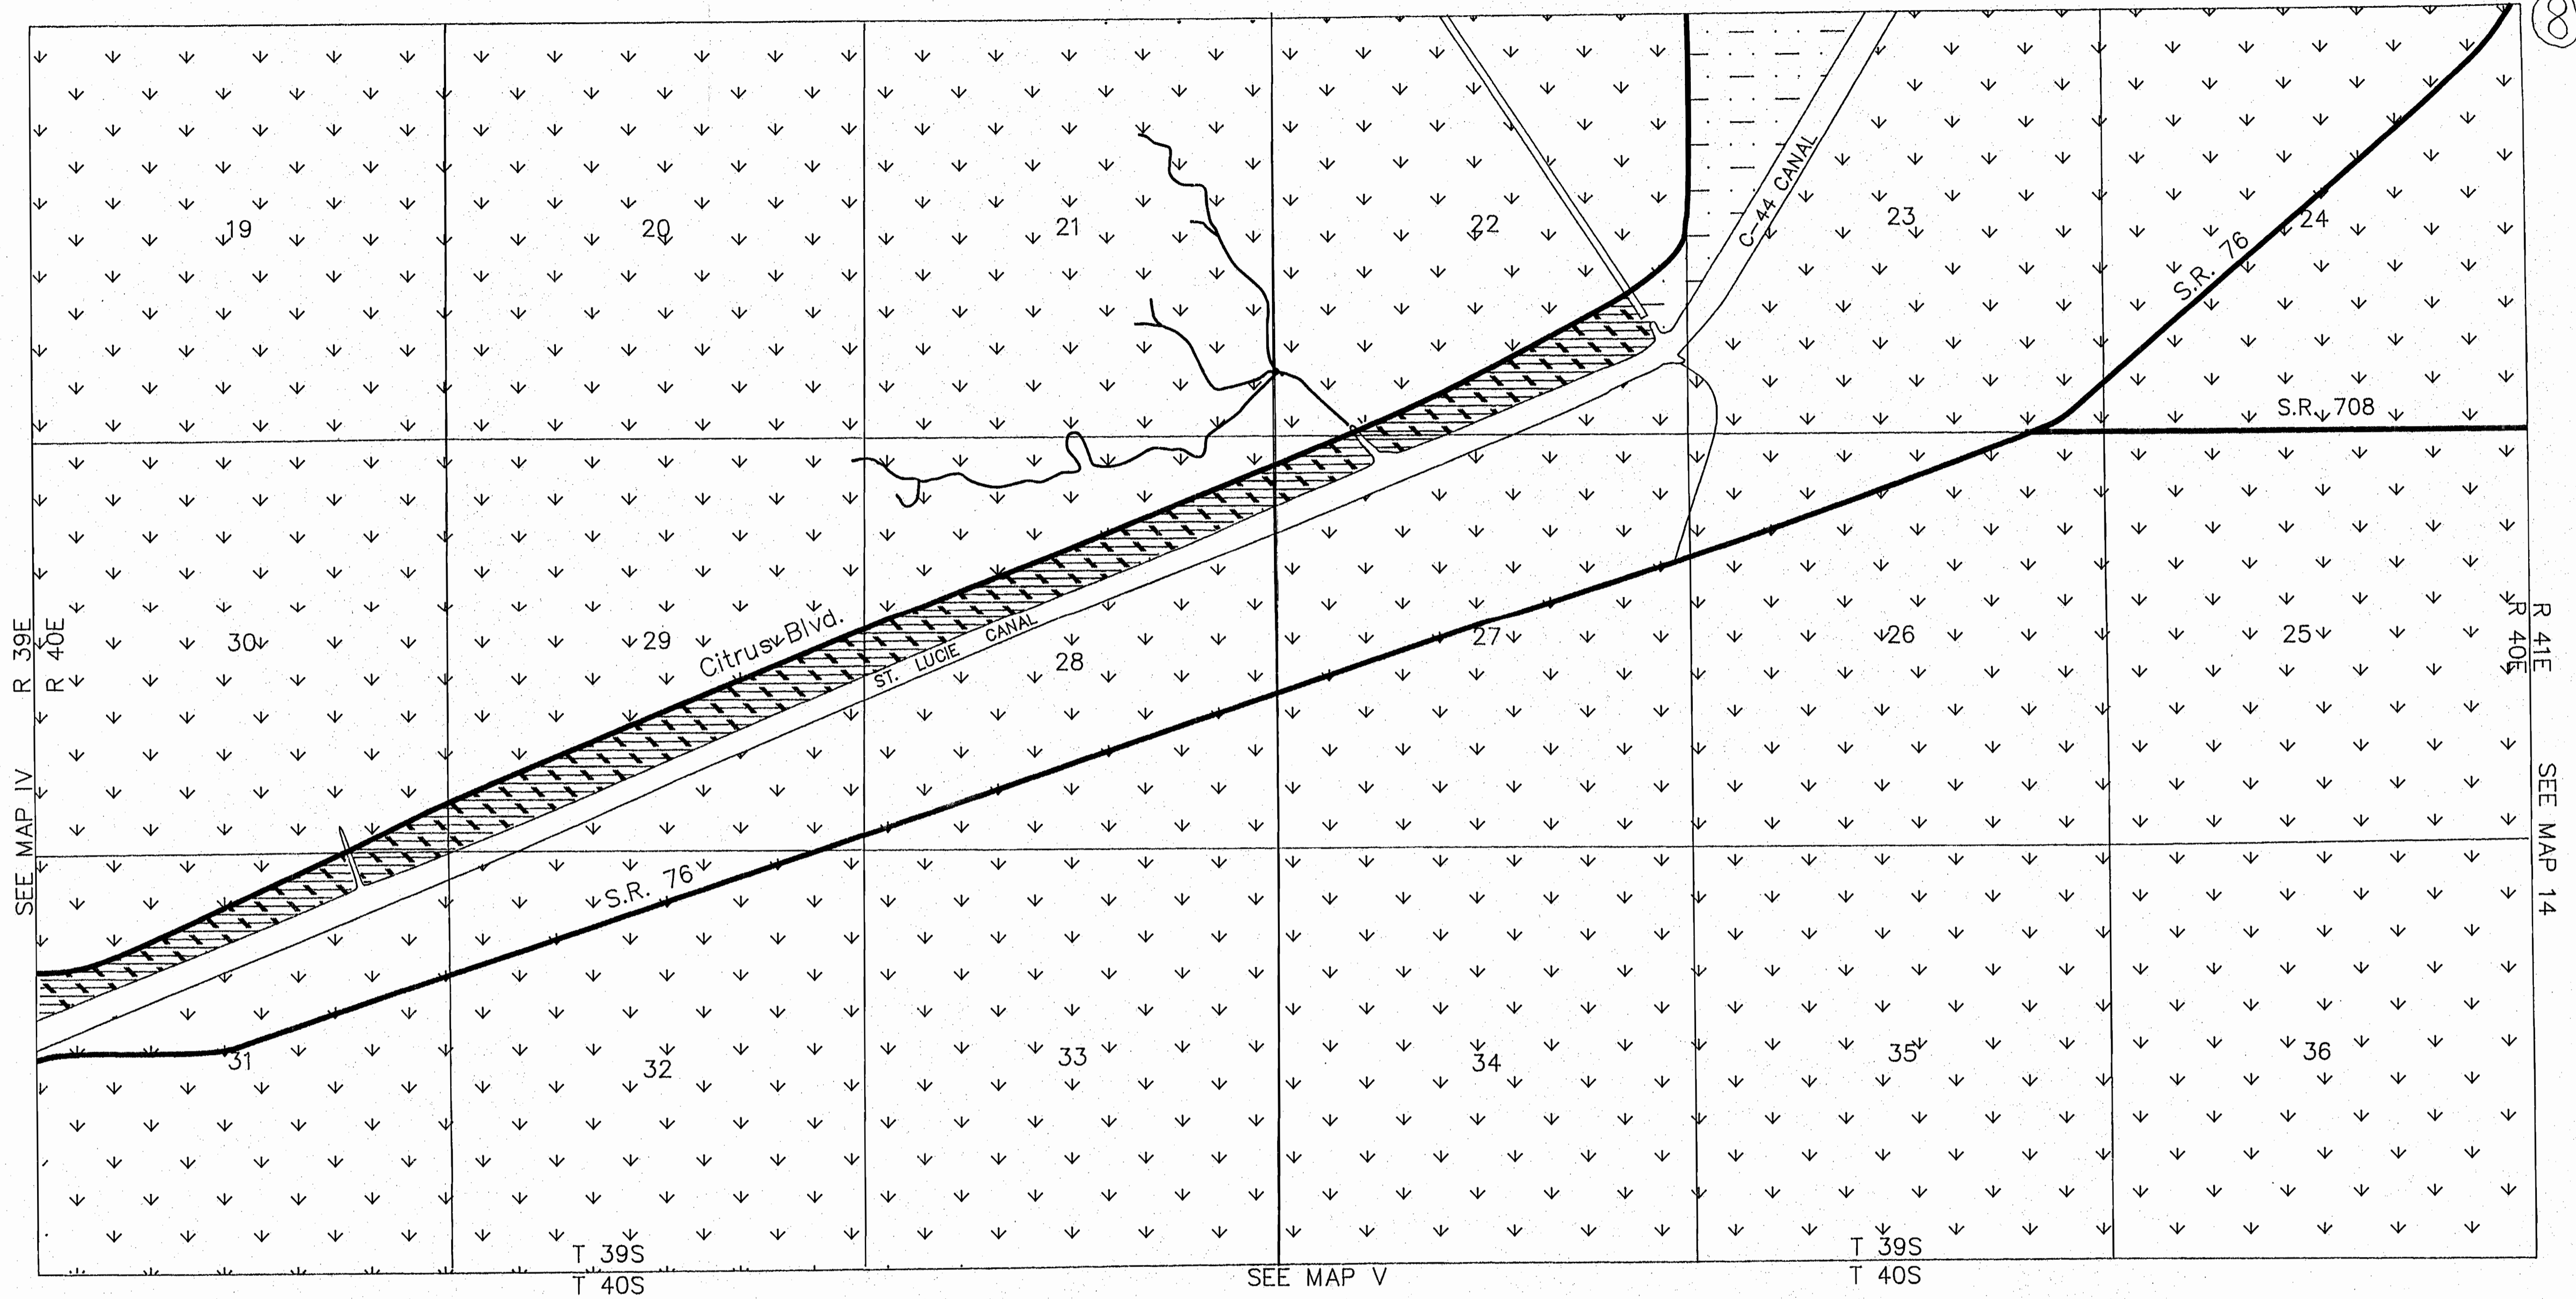 8
19
20
21
22
C-44 CANAL
23
24
S.R. 76
S.R. 708
R 39E
R 40E
30
Citrus Blvd.
29
ST. LUCIE CANAL
28
27
26
25
R 40E
R 41E
SEE MAP IV
SEE MAP 14
S.R. 76
31
32
33
34
35
36
T 39S
T 40S
SEE MAP V
T 39S
T 40S